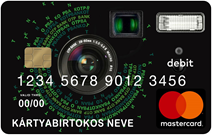 debit
1234 5678 9012 3456
VALID THRU
00/00
KÁRTYABIRTOKOS NEVE
mastercard.